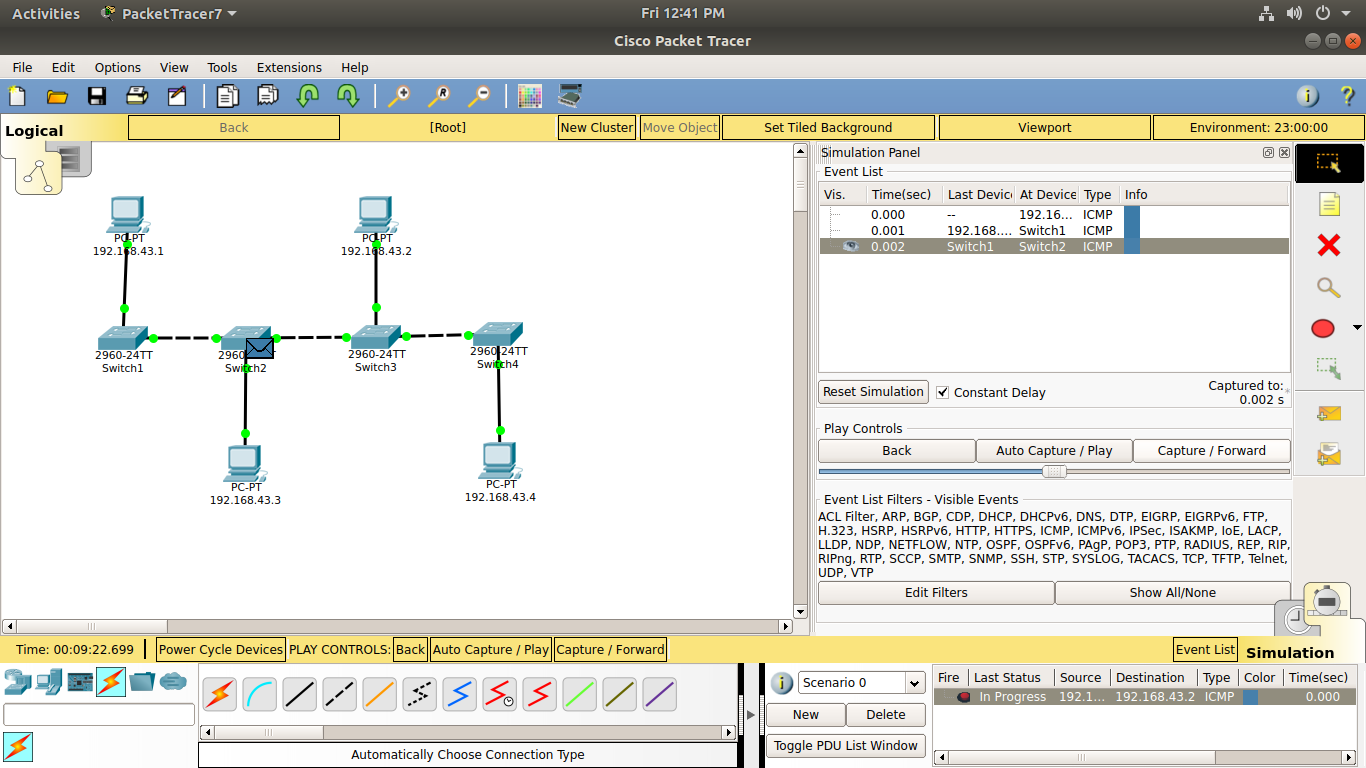 Activities PacketTracer7 Fri 12:41 PM
Cisco Packet Tracer
File Edit Options View Tools Extensions Help
Logical Back [Root] New Cluster Move Object Set Tiled Background Viewport Environment: 23:00:00
PC-PT
192.168.43.1
PC-PT
192.168.43.2
2960-24TT
Switch1
2960
Switch2
2960-24TT
Switch3
2960-24TT
Switch4
PC-PT
192.168.43.3
PC-PT
192.168.43.4
Simulation Panel
Event List
Vis. Time(sec) Last Device At Device Type Info
0.000 -- 192.16... ICMP
0.001 192.168.... Switch1 ICMP
0.002 Switch1 Switch2 ICMP
Reset Simulation Constant Delay Captured to:
0.002 s
Play Controls
Back Auto Capture / Play Capture / Forward
Event List Filters - Visible Events
ACL Filter, ARP, BGP, CDP, DHCP, DHCPv6, DNS, DTP, EIGRP, EIGRPv6, FTP,
H.323, HSRP, HSRPv6, HTTP, HTTPS, ICMP, ICMPv6, IPSec, ISAKMP, IoE, LACP,
LLDP, NDP, NETFLOW, NTP, OSPF, OSPFv6, PAgP, POP3, PTP, RADIUS, REP, RIP,
RIPng, RTP, SCCP, SMTP, SNMP, SSH, STP, SYSLOG, TACACS, TCP, TFTP, Telnet,
UDP, VTP
Edit Filters Show All/None
Time: 00:09:22.699 Power Cycle Devices PLAY CONTROLS: Back Auto Capture / Play Capture / Forward Event List Simulation
Automatically Choose Connection Type
Scenario 0
New Delete
Toggle PDU List Window
Fire Last Status Source Destination Type Color Time(sec)
In Progress 192.1... 192.168.43.2 ICMP 0.000